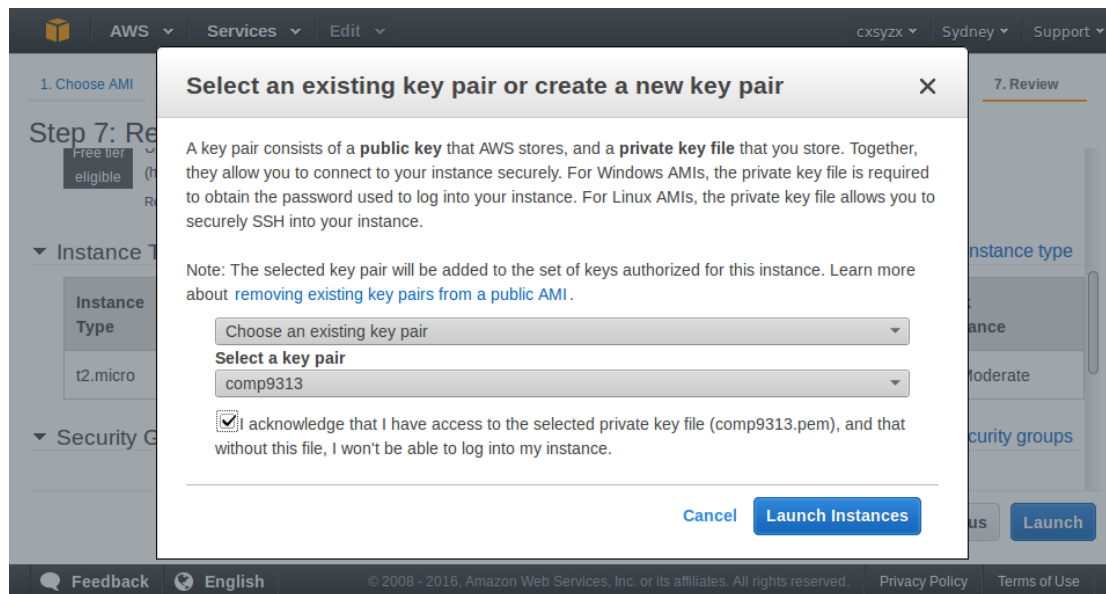 AWS Services Edit cxsyzx Sydney Support
1. Choose AMI 7. Review
Select an existing key pair or create a new key pair
Step 7: Re
Free tier
eligible
A key pair consists of a public key that AWS stores, and a private key file that you store. Together,
they allow you to connect to your instance securely. For Windows AMIs, the private key file is required
to obtain the password used to log into your instance. For Linux AMIs, the private key file allows you to
securely SSH into your instance.
Instance T nstance type
Note: The selected key pair will be added to the set of keys authorized for this instance. Learn more
about removing existing key pairs from a public AMI.
Instance
Type ance
Choose an existing key pair
Select a key pair
t2.micro Moderate
comp9313
I acknowledge that I have access to the selected private key file (comp9313.pem), and that
without this file, I won't be able to log into my instance.
Security G curity groups
Cancel Launch Instances us Launch
Feedback English © 2008 - 2016, Amazon Web Services, Inc. or its affiliates. All rights reserved. Privacy Policy Terms of Use